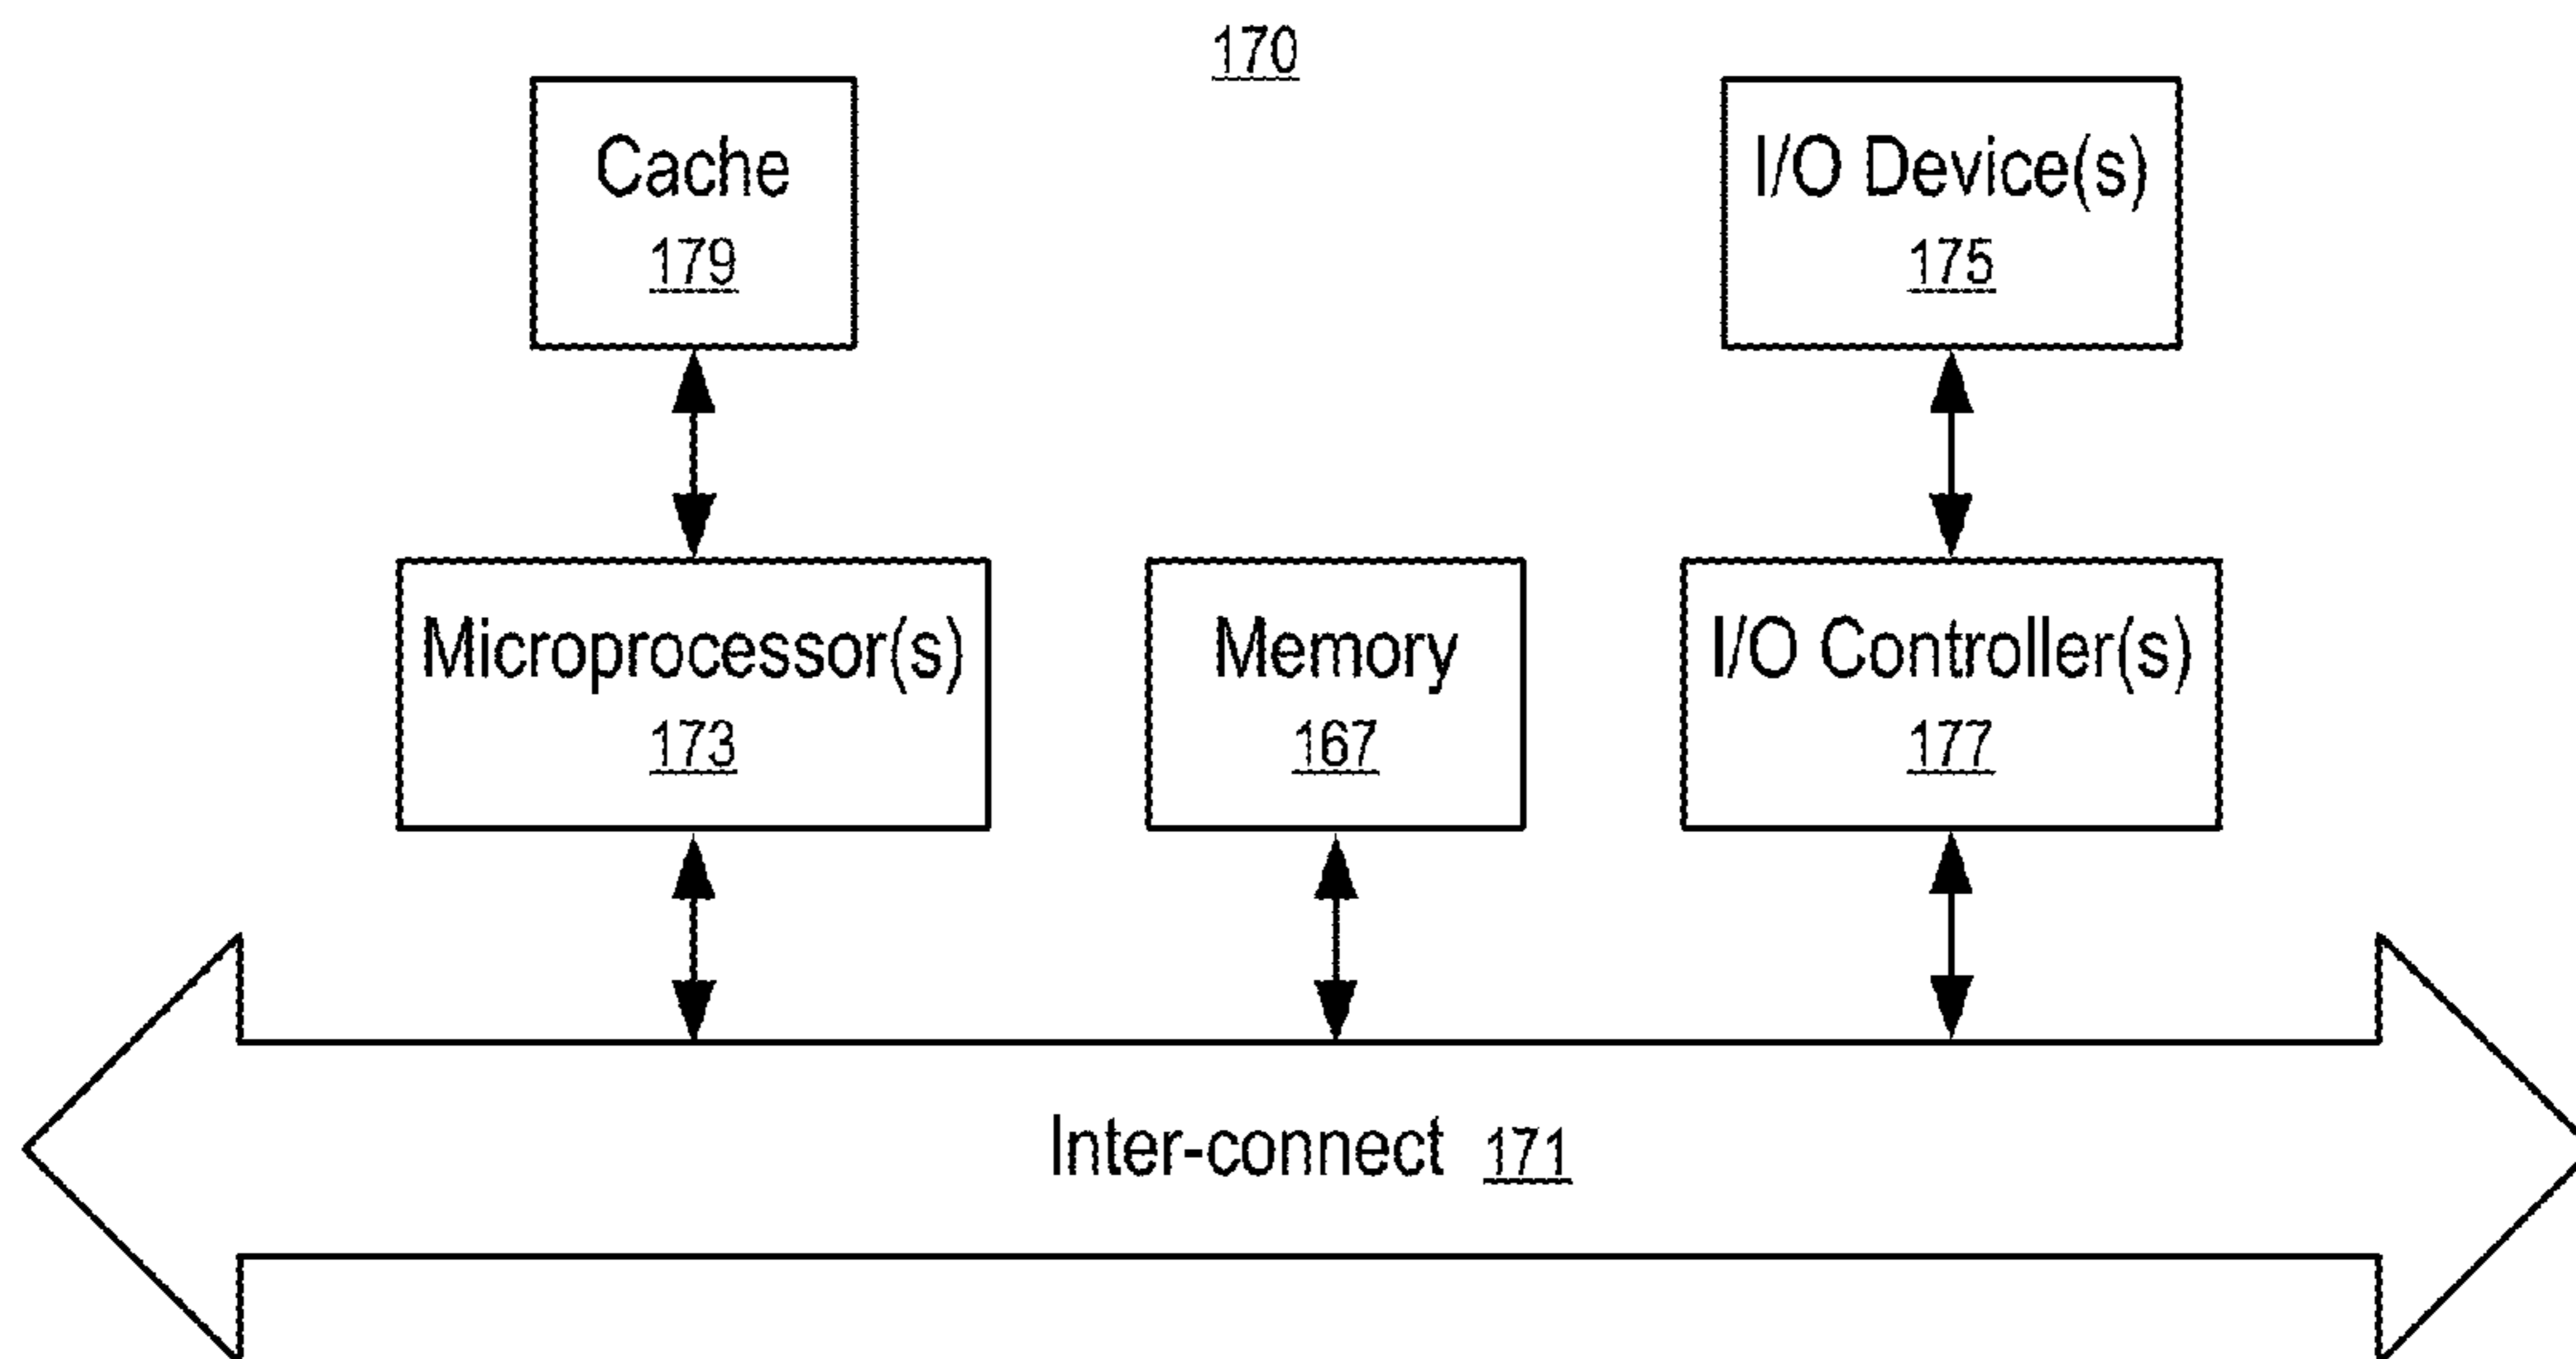 170
Cache
179
I/O Device(s)
175
Microprocessor(s)
173
Memory
167
I/O Controller(s)
177
Inter-connect 171